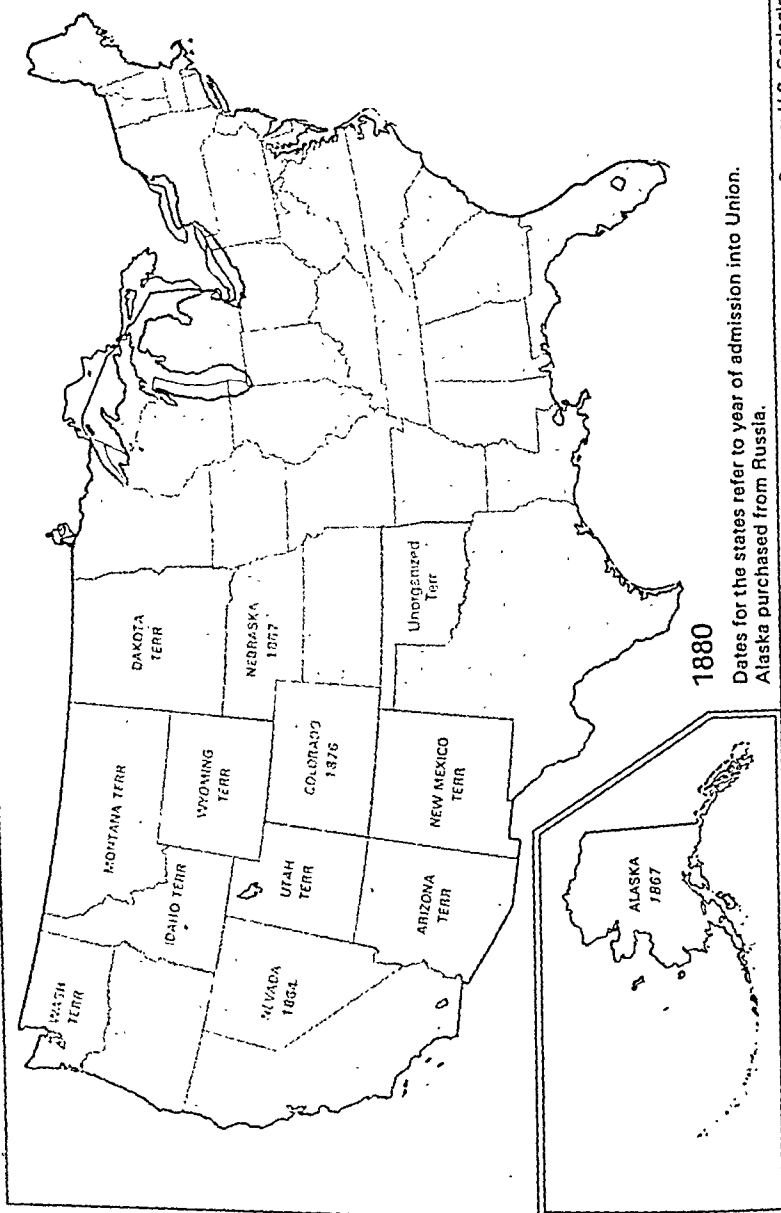 WASH
TERR
MONTANA TERR
DAKOTA
TERR
IDAHO TERR
WYOMING
TERR
NEBRASKA
1867
NEVADA
1864
UTAH
TERR
COLORADO
1876
Unorganized
Terr
ARIZONA
TERR
NEW MEXICO
TERR
ALASKA
1867
1880
Dates for the states refer to year of admission into Union.
Alaska purchased from Russia.